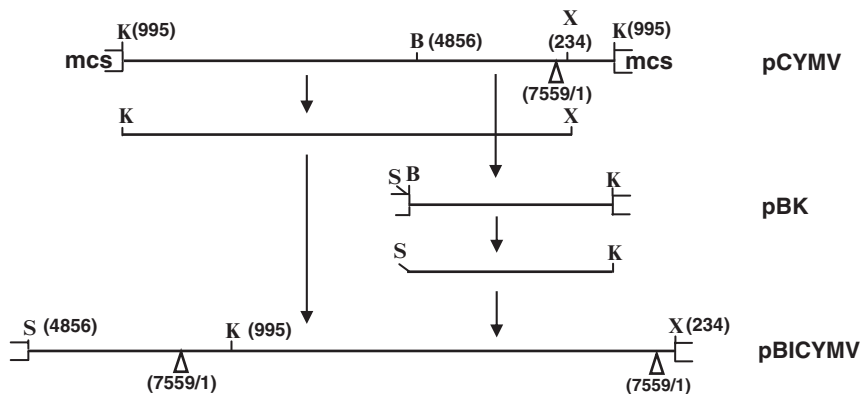 K(995) B(4856) X (234) K(995)
mcs mcs pCYMV
(7559/1)
K X
S B K pBK
S K
S (4856) K (995) X(234)
pBICYMV
(7559/1) (7559/1)